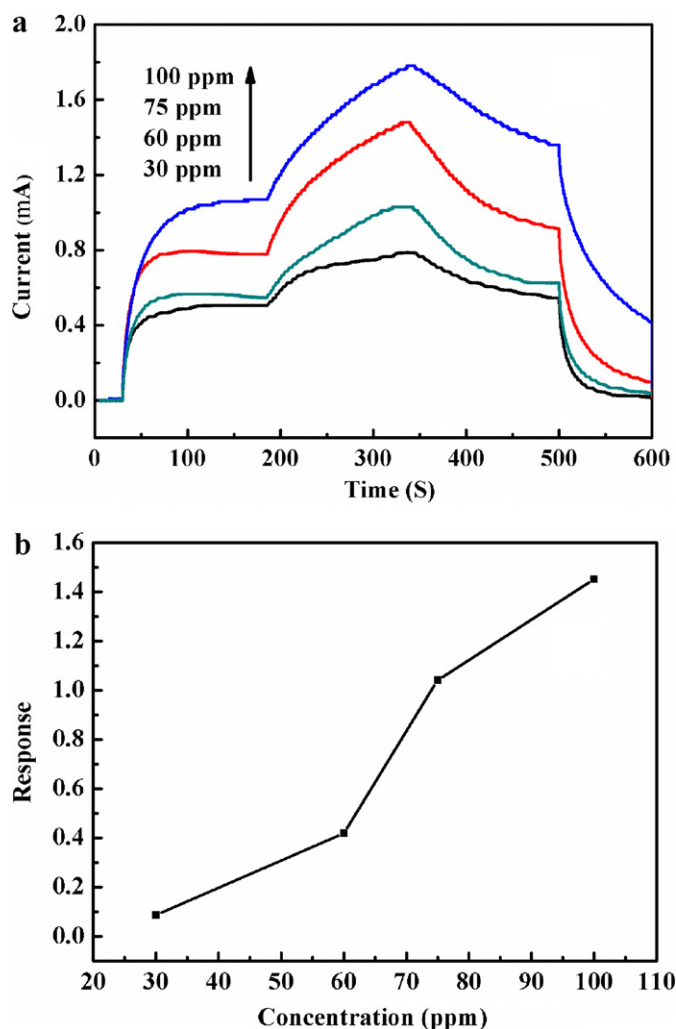 a
2.0
1.6
1.2
0.8
0.4
0.0
Current (mA)
100 ppm
75 ppm
60 ppm
30 ppm
0 100 200 300 400 500 600
Time (S)
b
1.6
1.4
1.2
1.0
0.8
0.6
0.4
0.2
0.0
Response
20 30 40 50 60 70 80 90 100 110
Concentration (ppm)